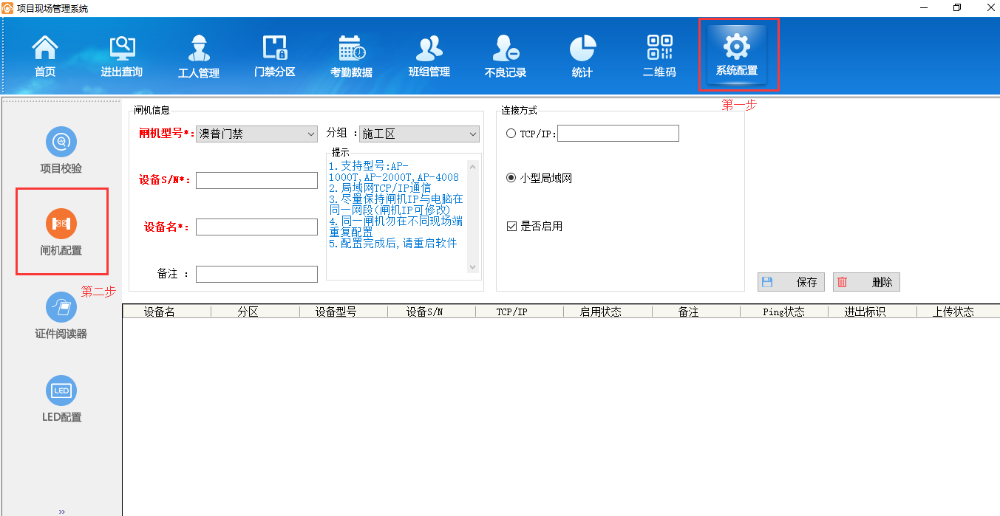 项目现场管理系统
首页
进出查询
工人管理
门禁分区
考勤数据
班组管理
不良记录
统计
二维码
系统配置
第一步
项目校验
闸机配置
第二步
证件阅读器
LED
LED配置
»
闸机信息
闸机型号*: 澳普门禁
分组 : 施工区
设备S/N*:
设备名*:
备注 :
提示
1.支持型号:AP-
1000T,AP-2000T,AP-4008
2.局域网TCP/IP通信
3.尽量保持闸机IP与电脑在
同一网段(闸机IP可修改)
4.同一闸机勿在不同现场端
重复配置
5.配置完成后,请重启软件
连接方式
TCP/IP:
小型局域网
是否启用
保存
删除
设备名 分区 设备型号 设备S/N TCP/IP 启用状态 备注 Ping状态 进出标识 上传状态